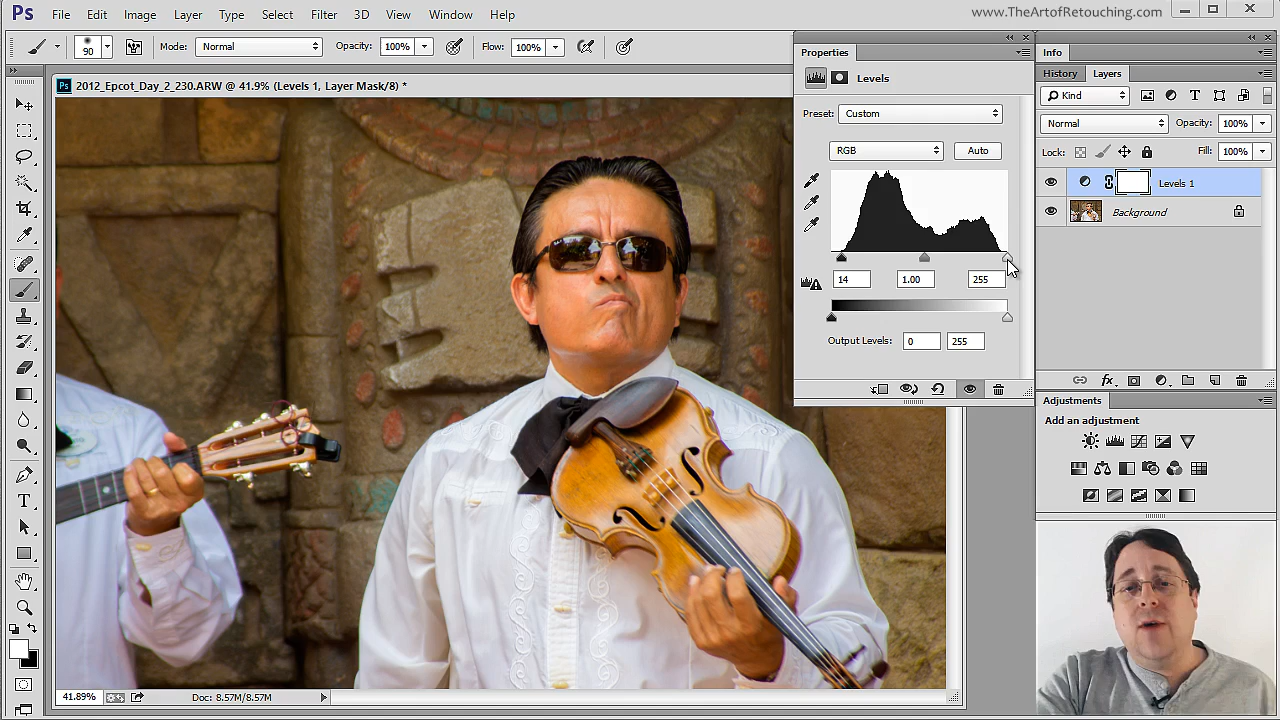 Ps File Edit Image Layer Type Select Filter 3D View Window Help
www.TheArtofRetouching.com
90 Mode: Normal Opacity: 100% Flow: 100%
2012_Epcot_Day_2_230.ARW @ 41.9% (Levels 1, Layer Mask/8) *
Properties
Levels
Preset: Custom
RGB Auto
14 1.00 255
Output Levels: 0 255
Info
History Layers
Kind T
Normal Opacity: 100%
Lock: Fill: 100%
Levels 1
Background
fx
Adjustments
Add an adjustment
T
41.89% Doc: 8.57M/8.57M